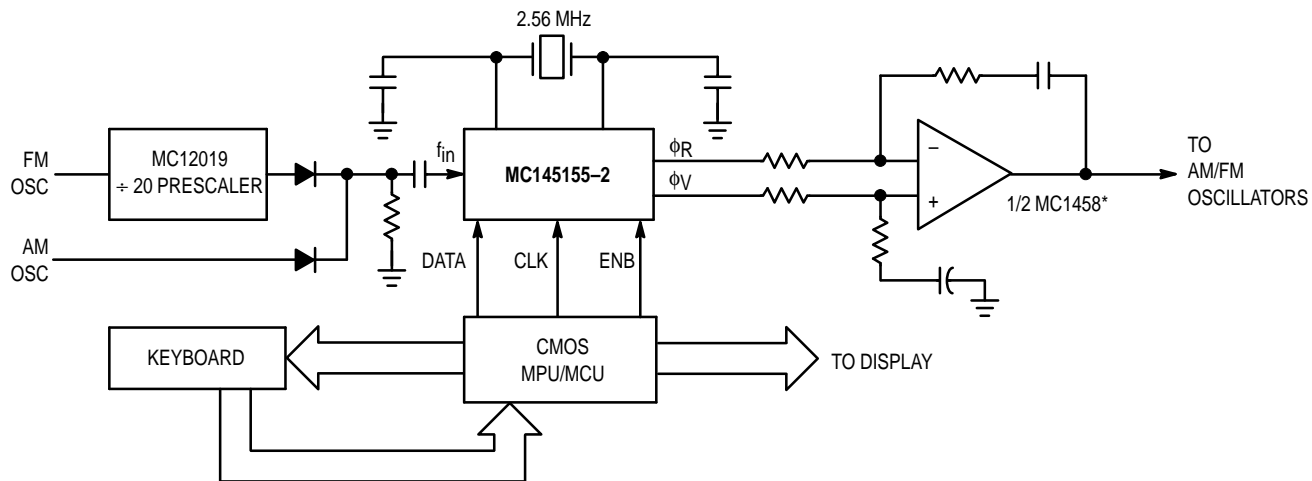 2.56 MHz
FM
OSC
MC12019
÷ 20 PRESCALER
fin
MC145155–2
ϕR
ϕV
–
+
1/2 MC1458*
TO
AM/FM
OSCILLATORS
AM
OSC
DATA
CLK
ENB
KEYBOARD
CMOS
MPU/MCU
TO DISPLAY